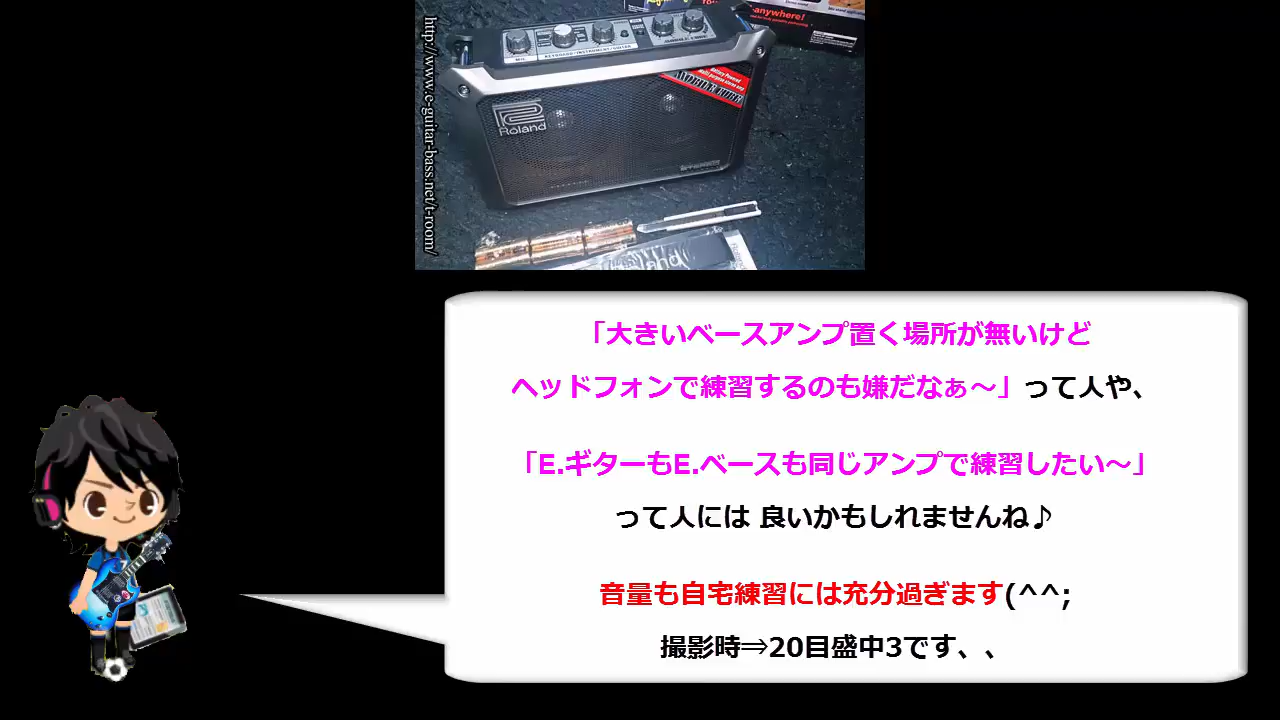 http://www.e-guitar-bass.net/t-room/
anywhere!
Battery Powered
Roland
「大きいベースアンプ置く場所が無いけど
ヘッドフォンで練習するのも嫌だなぁ～」って人や、
「E.ギターもE.ベースも同じアンプで練習したい～」
って人には 良いかもしれませんね♪
音量も自宅練習には充分過ぎます(^^;
撮影時⇒20目盛中3です、、